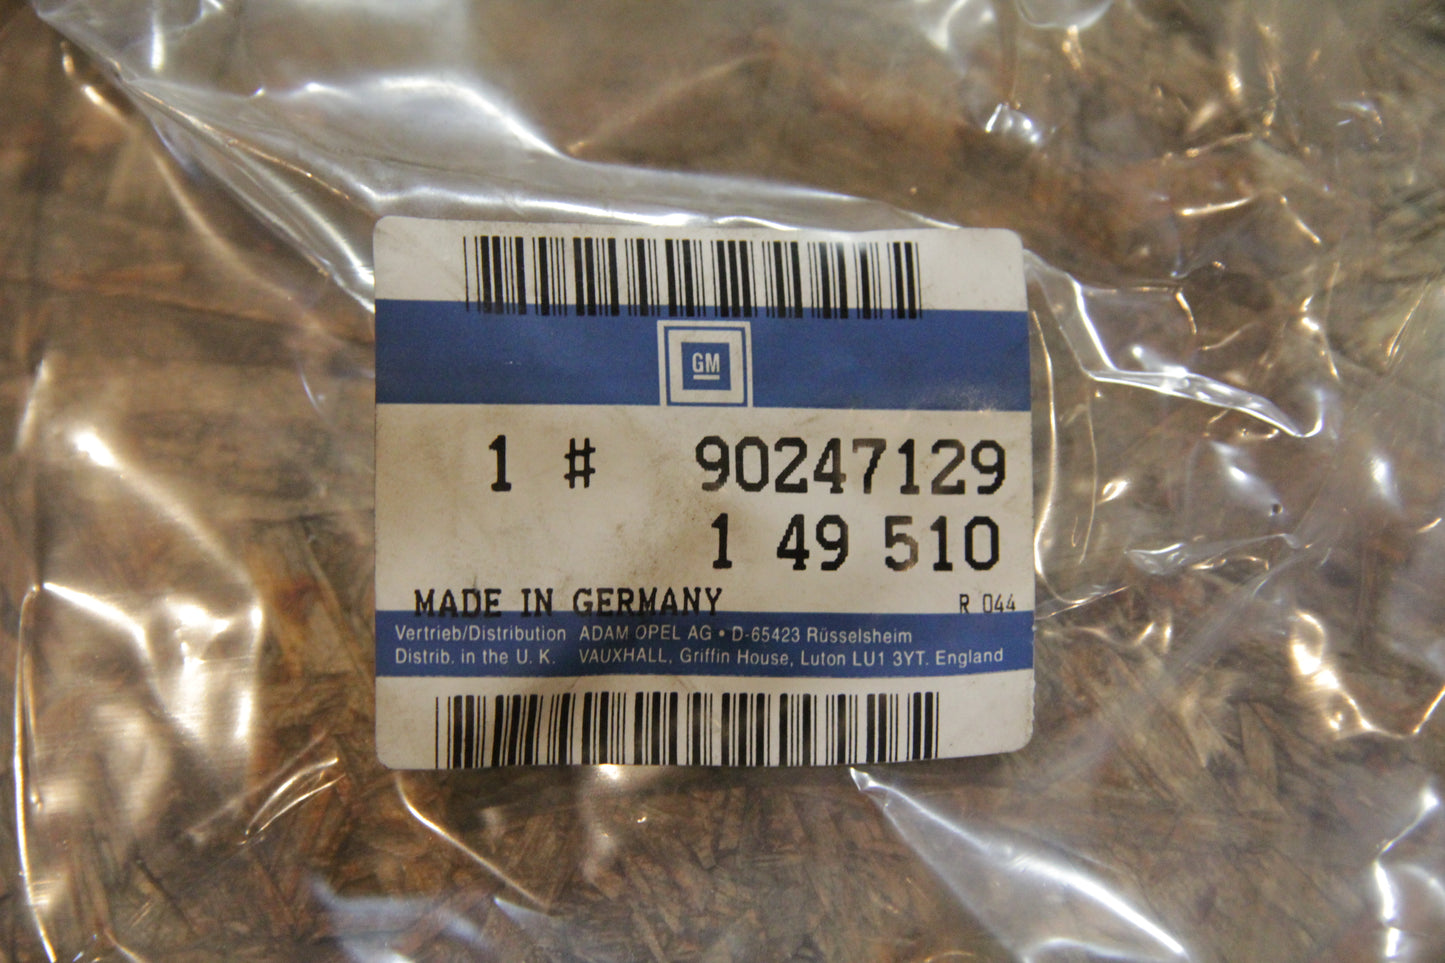 GM
1 # 90247129
1 49 510
MADE IN GERMANY R 044
Vertrieb/Distribution ADAM OPEL AG • D-65423 Rüsselsheim
Distrib. in the U. K. VAUXHALL, Griffin House, Luton LU1 3YT. England